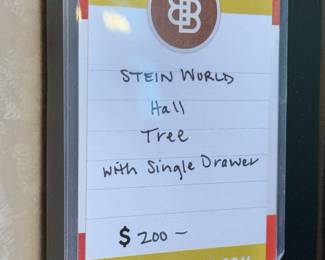 STEIN WORLD
Hall
Tree
with Single Drawer
$ 200 —